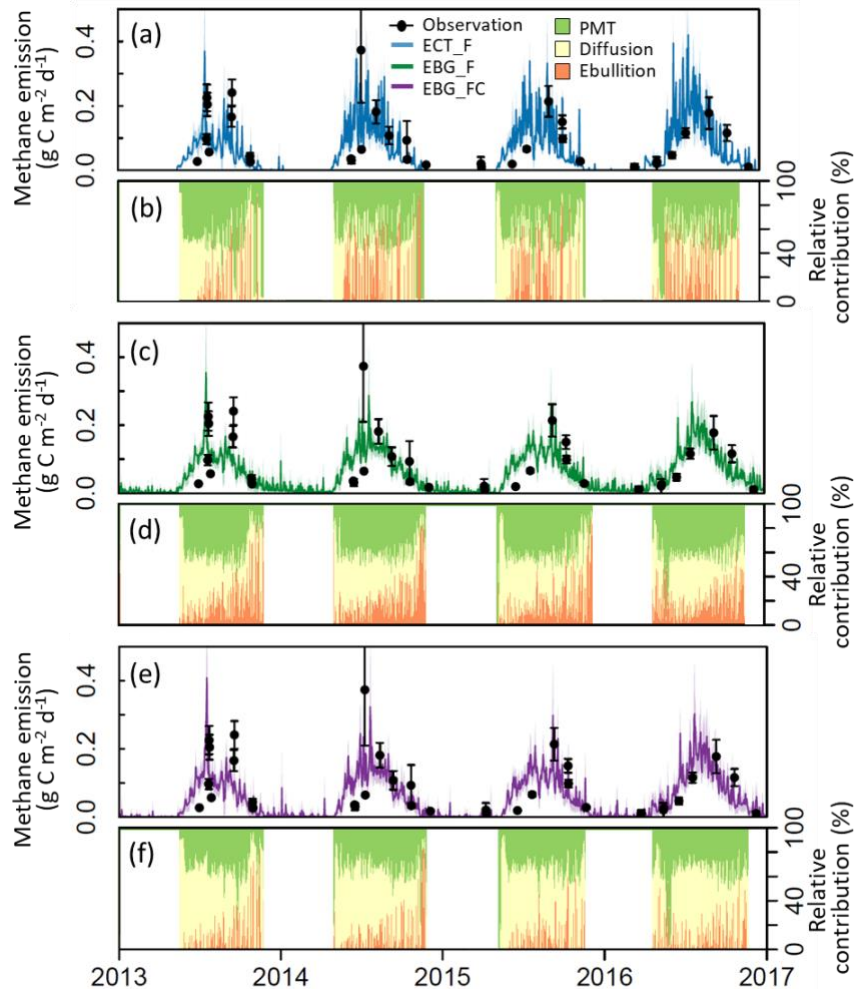 (a)
Observation
ECT_F
EBG_F
EBG_FC
PMT
Diffusion
Ebullition
Methane emission
(g C m-2 d-1)
0.4
0.2
0.0
(b)
100
40
0
Relative
contribution (%)
(c)
Methane emission
(g C m-2 d-1)
0.4
0.2
0.0
(d)
100
40
0
Relative
contribution (%)
(e)
Methane emission
(g C m-2 d-1)
0.4
0.2
0.0
(f)
100
40
0
Relative
contribution (%)
2013 2014 2015 2016 2017